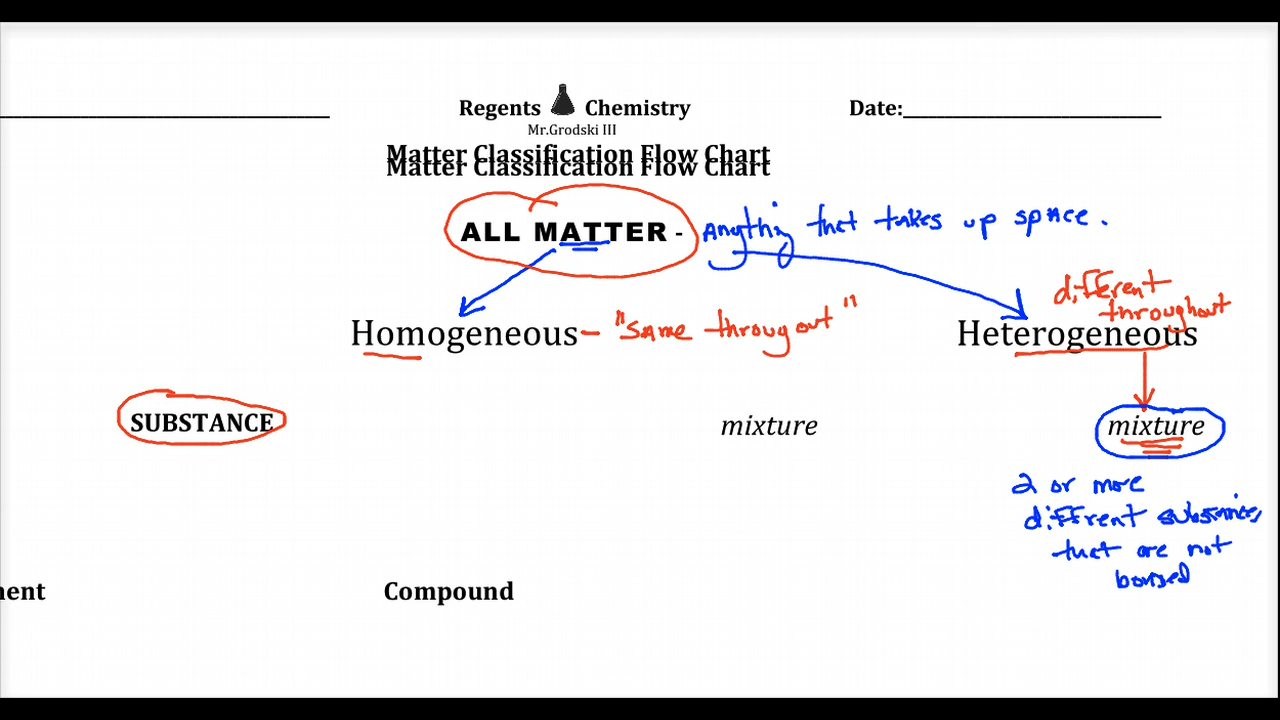 Regents Chemistry Date:
Mr.Grodski III
Matter Classification Flow Chart
Matter Classification Flow Chart
ALL MATTER - Anything that takes up space.
different
throughout
Homogeneous - "same througout"
Heterogeneous
SUBSTANCE
mixture
mixture
2 or more
different substances
that are not
bonded
nent
Compound